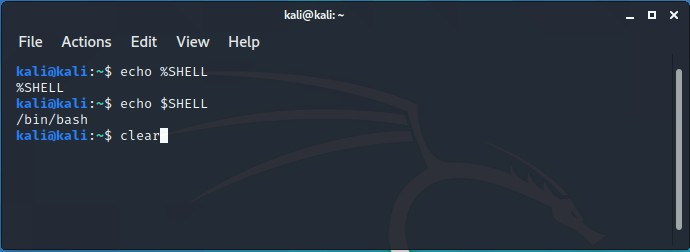 kali@kali: ~
File Actions Edit View Help
kali@kali:~$ echo %SHELL
%SHELL
kali@kali:~$ echo $SHELL
/bin/bash
kali@kali:~$ clear